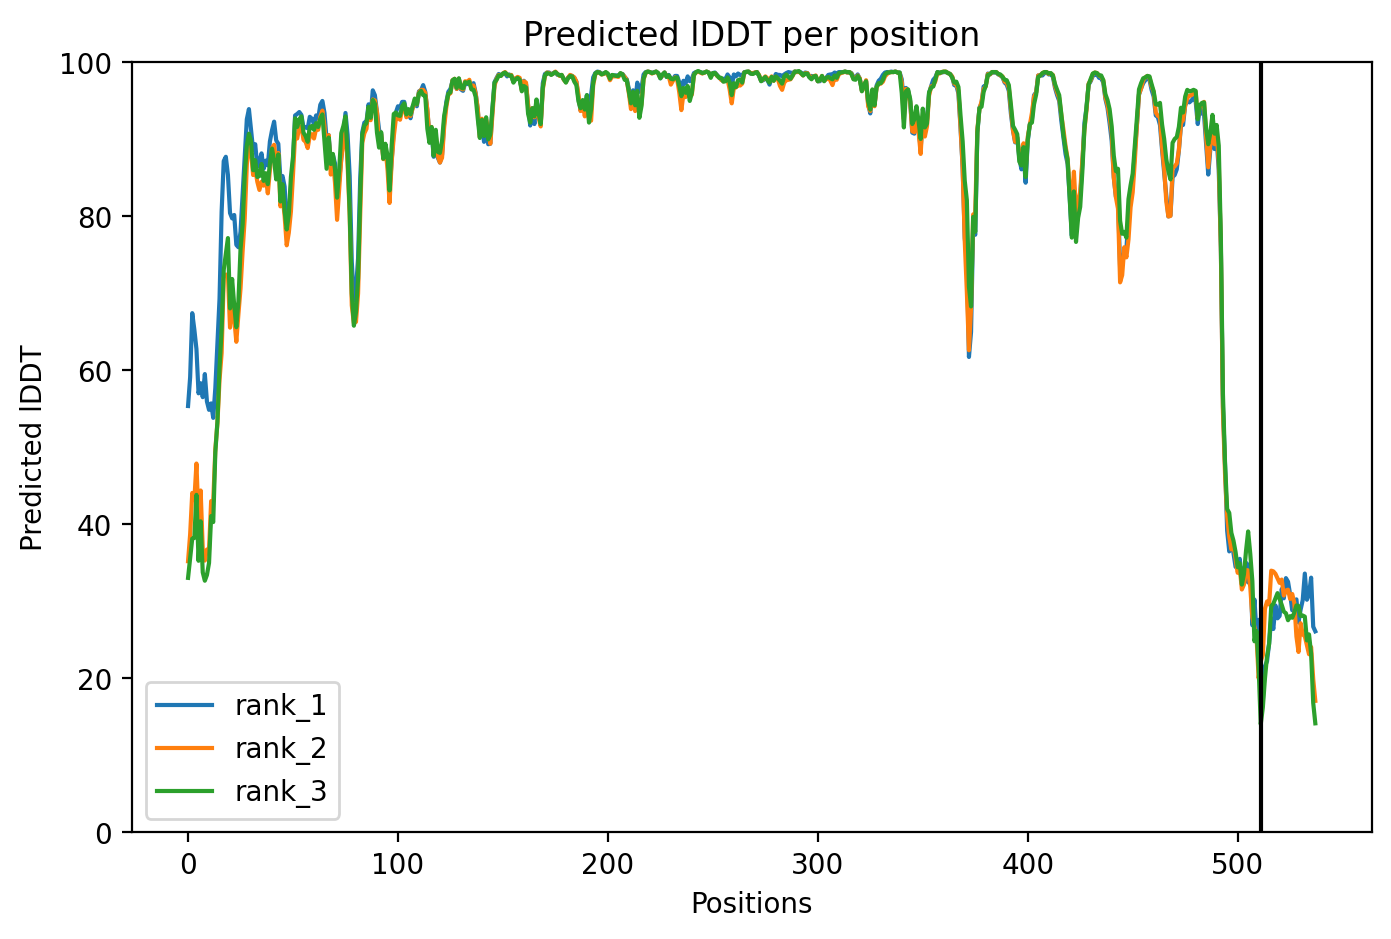 Predicted lDDT per position
Predicted lDDT
100
80
60
40
20
0
rank_1
rank_2
rank_3
0 100 200 300 400 500
Positions